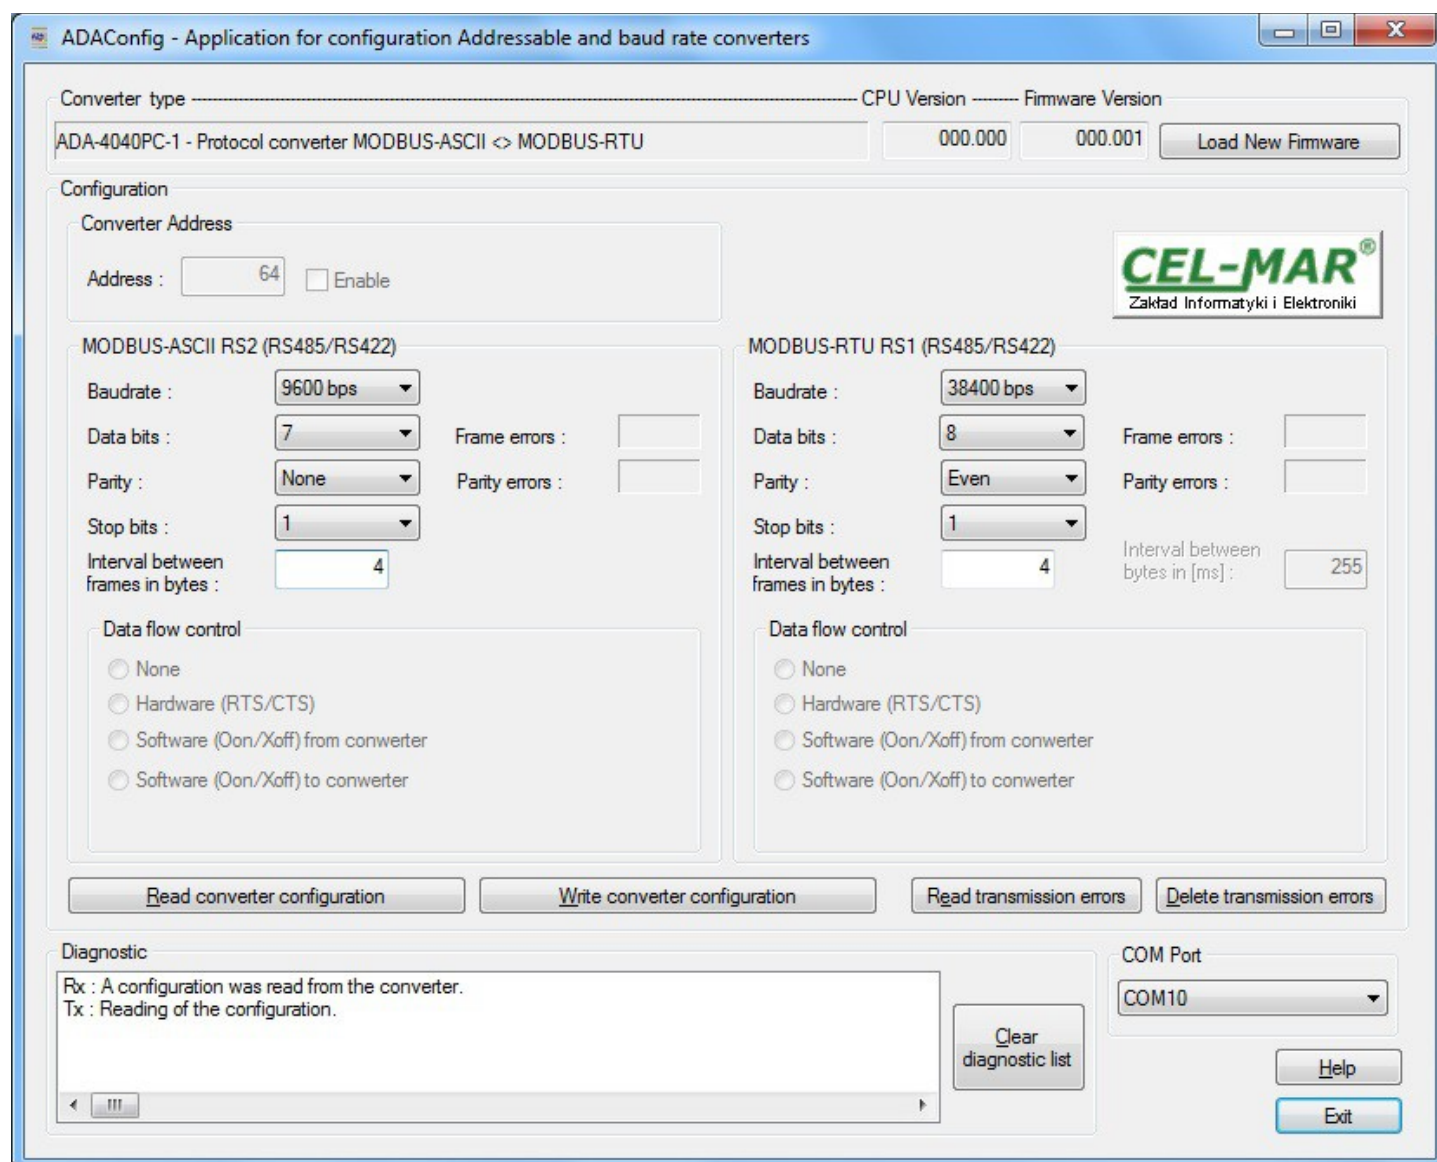 ADAConfig - Application for configuration Addressable and baud rate converters
Converter type CPU Version Firmware Version
ADA-4040PC-1 - Protocol converter MODBUS-ASCII <> MODBUS-RTU 000.000 000.001 Load New Firmware
Configuration
Converter Address
Address : 64 Enable
CEL-MAR®
Zakład Informatyki i Elektroniki
MODBUS-ASCII RS2 (RS485/RS422)
Baudrate : 9600 bps
Data bits : 7 Frame errors :
Parity : None Parity errors :
Stop bits : 1
Interval between
frames in bytes : 4
Data flow control
None
Hardware (RTS/CTS)
Software (Oon/Xoff) from conwerter
Software (Oon/Xoff) to conwerter
MODBUS-RTU RS1 (RS485/RS422)
Baudrate : 38400 bps
Data bits : 8 Frame errors :
Parity : Even Parity errors :
Stop bits : 1
Interval between
frames in bytes : 4
Interval between
bytes in [ms] : 255
Data flow control
None
Hardware (RTS/CTS)
Software (Oon/Xoff) from conwerter
Software (Oon/Xoff) to conwerter
Read converter configuration Write converter configuration Read transmission errors Delete transmission errors
Diagnostic
Rx : A configuration was read from the converter.
Tx : Reading of the configuration.
Clear
diagnostic list
COM Port
COM10
Help
Exit